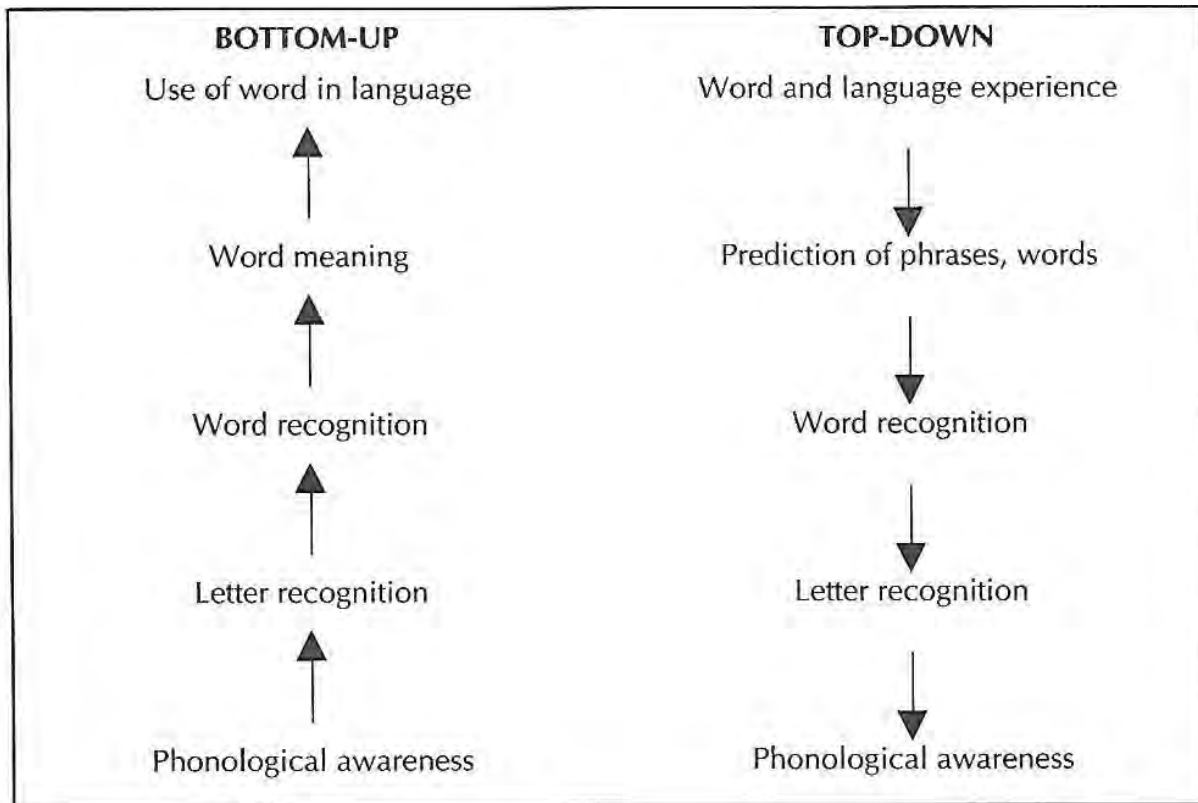 BOTTOM-UP
Use of word in language
Word meaning
Word recognition
Letter recognition
Phonological awareness
TOP-DOWN
Word and language experience
Prediction of phrases, words
Word recognition
Letter recognition
Phonological awareness